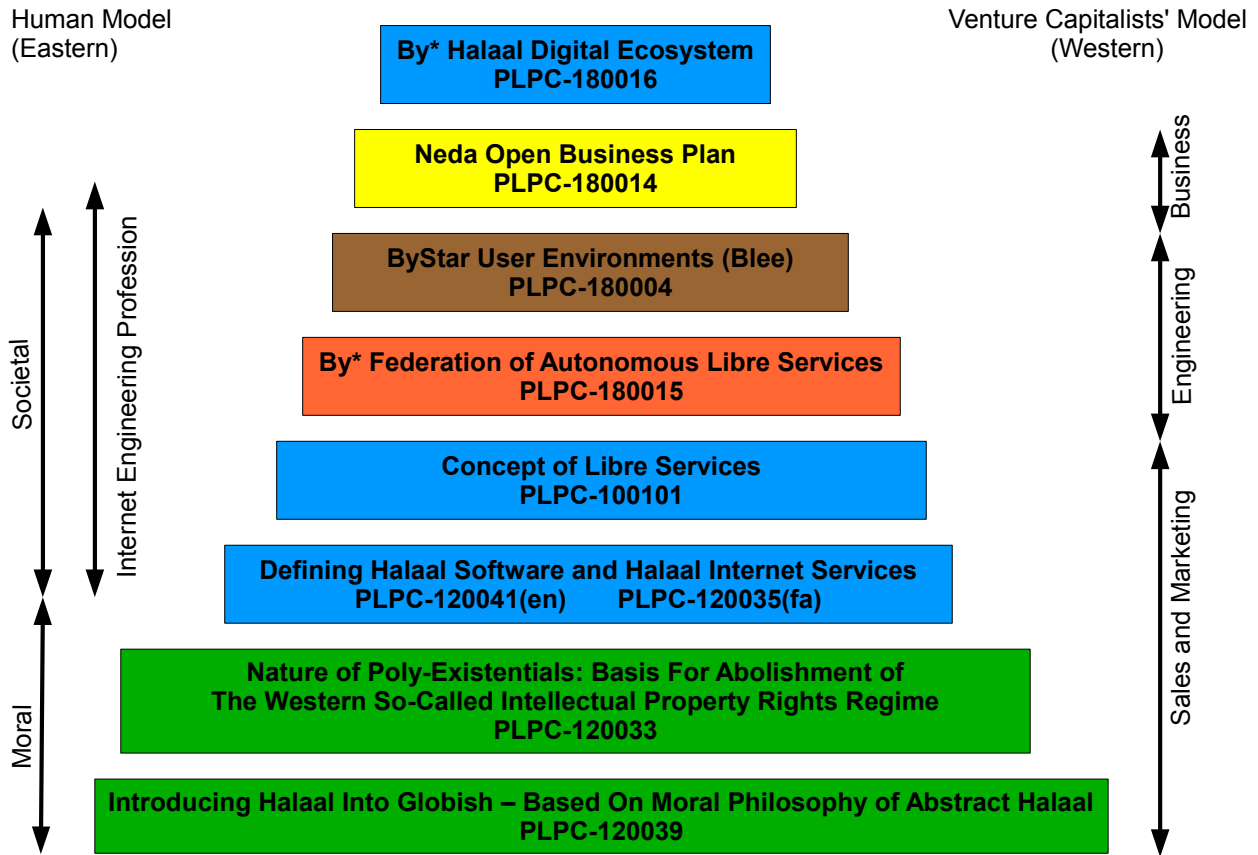 Human Model
(Eastern)
Venture Capitalists' Model
(Western)
By* Halaal Digital Ecosystem
PLPC-180016
Neda Open Business Plan
PLPC-180014
ByStar User Environments (Blee)
PLPC-180004
By* Federation of Autonomous Libre Services
PLPC-180015
Concept of Libre Services
PLPC-100101
Defining Halaal Software and Halaal Internet Services
PLPC-120041(en) PLPC-120035(fa)
Nature of Poly-Existentials: Basis For Abolishment of
The Western So-Called Intellectual Property Rights Regime
PLPC-120033
Introducing Halaal Into Globish – Based On Moral Philosophy of Abstract Halaal
PLPC-120039
Societal
Moral
Internet Engineering Profession
Business
Engineering
Sales and Marketing